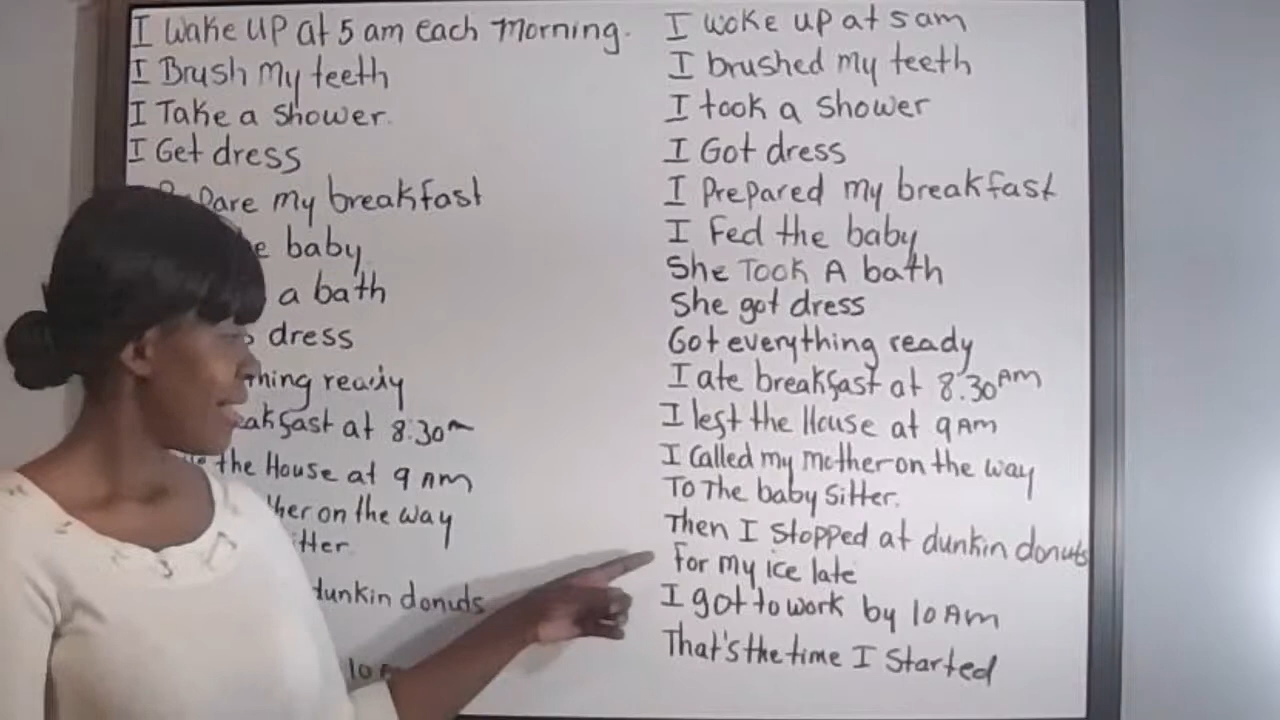 I Wake UP at 5 am each Morning.
I Brush My teeth
I Take a Shower.
I Get dress
my breakfast
baby
a bath
dress
ready
at 8:30
the House at 9 am
on the way
dunkin donuts
I woke up at 5 am
I brushed my teeth
I took a Shower
I Got dress
I Prepared my breakfast
I Fed the baby
She Took A bath
She got dress
Got everything ready
I ate breakfast at 8:30 AM
I left the House at 9 AM
I Called my mother on the way
To The baby Sitter.
Then I Stopped at dunkin donuts
For my ice late
I got to work by 10 AM
That's the time I Started